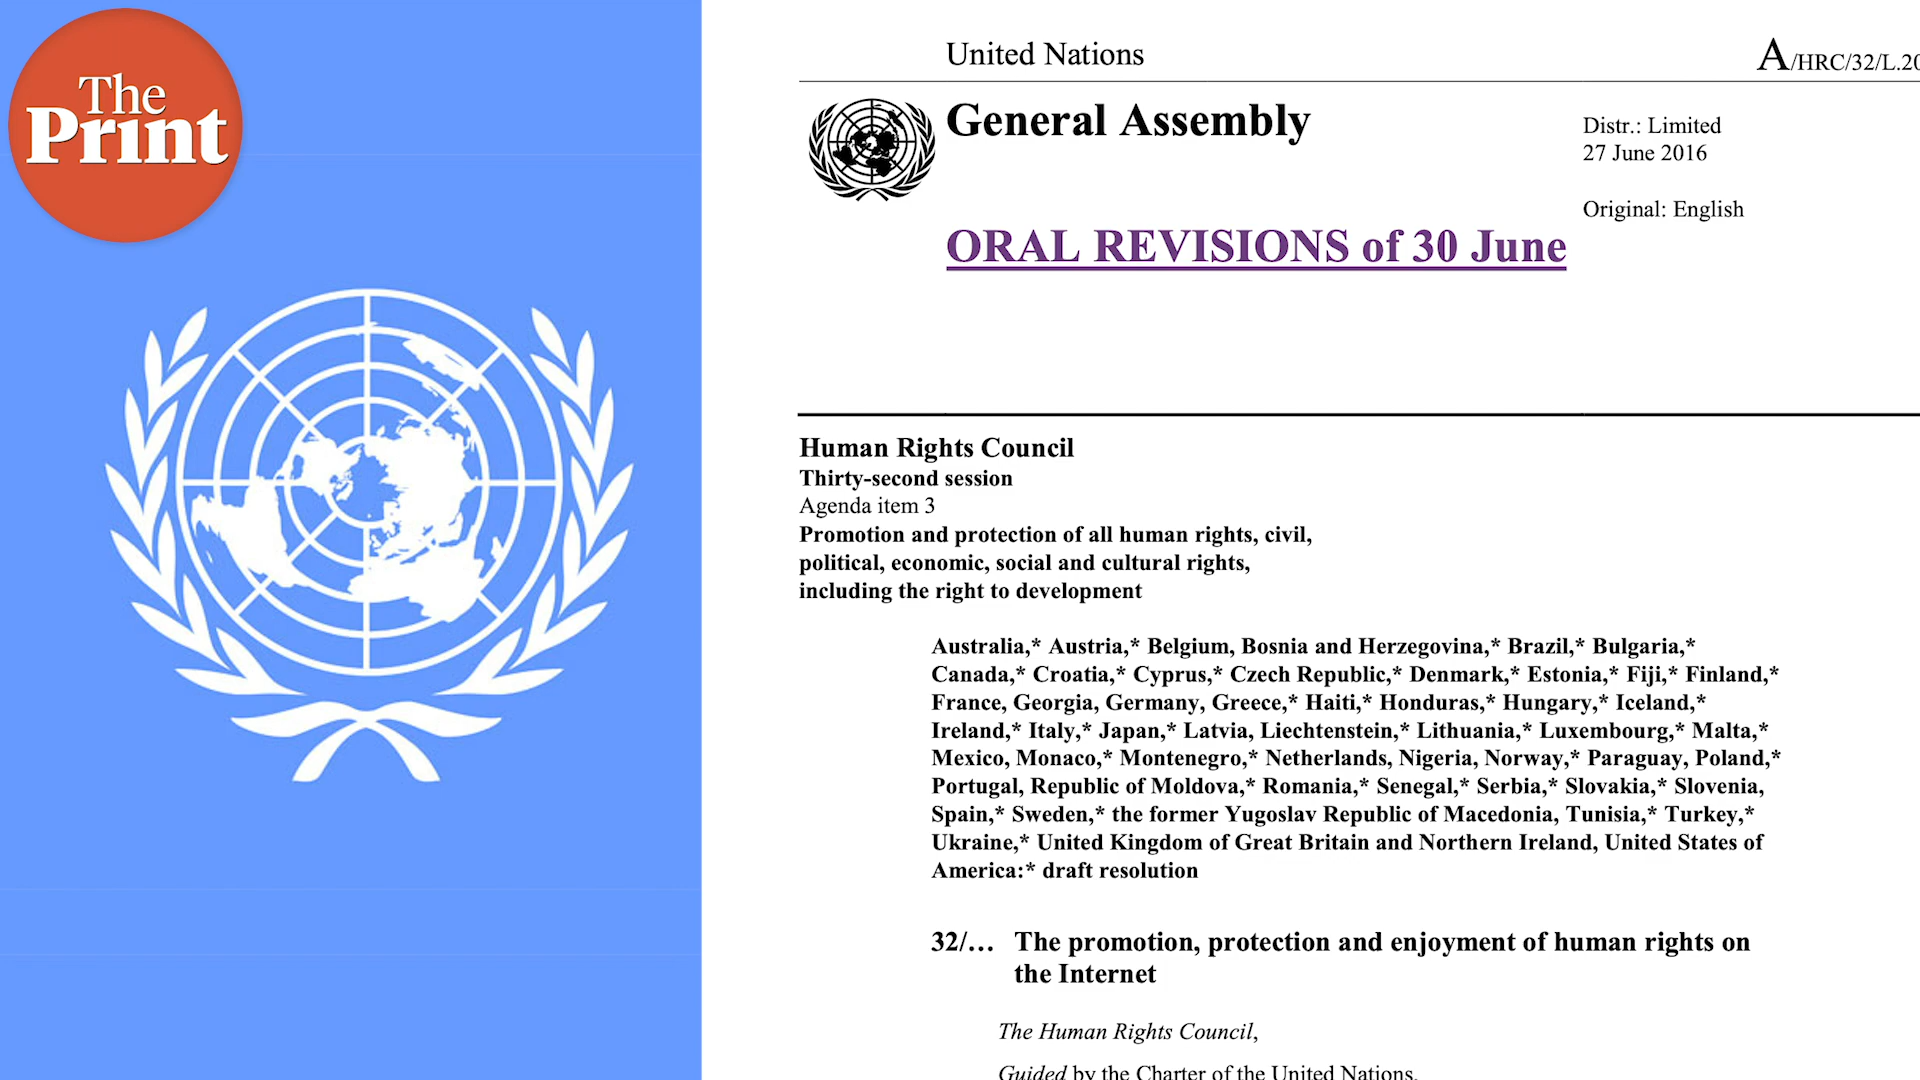 The
Print
United Nations
A/HRC/32/L.20
General Assembly
Distr.: Limited
27 June 2016
Original: English
ORAL REVISIONS of 30 June
Human Rights Council
Thirty-second session
Agenda item 3
Promotion and protection of all human rights, civil,
political, economic, social and cultural rights,
including the right to development
Australia,* Austria,* Belgium, Bosnia and Herzegovina,* Brazil,* Bulgaria,*
Canada,* Croatia,* Cyprus,* Czech Republic,* Denmark,* Estonia,* Fiji,* Finland,*
France, Georgia, Germany, Greece,* Haiti,* Honduras,* Hungary,* Iceland,*
Ireland,* Italy,* Japan,* Latvia, Liechtenstein,* Lithuania,* Luxembourg,* Malta,*
Mexico, Monaco,* Montenegro,* Netherlands, Nigeria, Norway,* Paraguay, Poland,*
Portugal, Republic of Moldova,* Romania,* Senegal,* Serbia,* Slovakia,* Slovenia,
Spain,* Sweden,* the former Yugoslav Republic of Macedonia, Tunisia,* Turkey,*
Ukraine,* United Kingdom of Great Britain and Northern Ireland, United States of
America:* draft resolution
32/… The promotion, protection and enjoyment of human rights on
the Internet
The Human Rights Council,
Guided by the Charter of the United Nations,